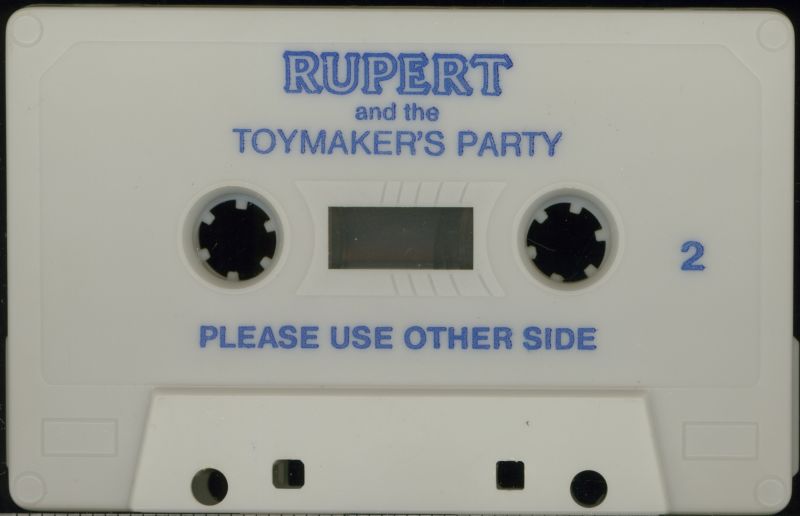 RUPERT
and the
TOYMAKER'S PARTY
2
PLEASE USE OTHER SIDE